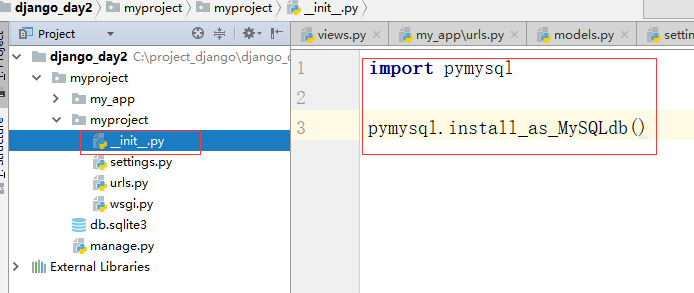 django_day2 myproject myproject __init__.py
Project
views.py my_app\urls.py models.py
django_day2 C:\project_django\django_d
myproject
my_app
myproject
__init__.py
settings.py
urls.py
wsgi.py
db.sqlite3
manage.py
External Libraries
1 import pymysql
2
3 pymysql.install_as_MySQLdb()